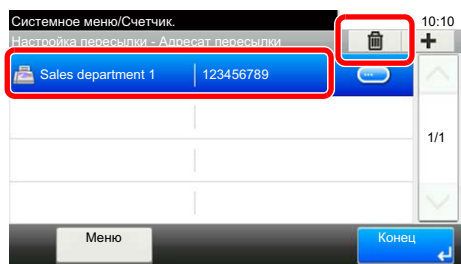 Системное меню/Счетчик. 10:10
Настройка пересылки - Адресат пересылки
Sales department 1 123456789
1/1
Меню Конец